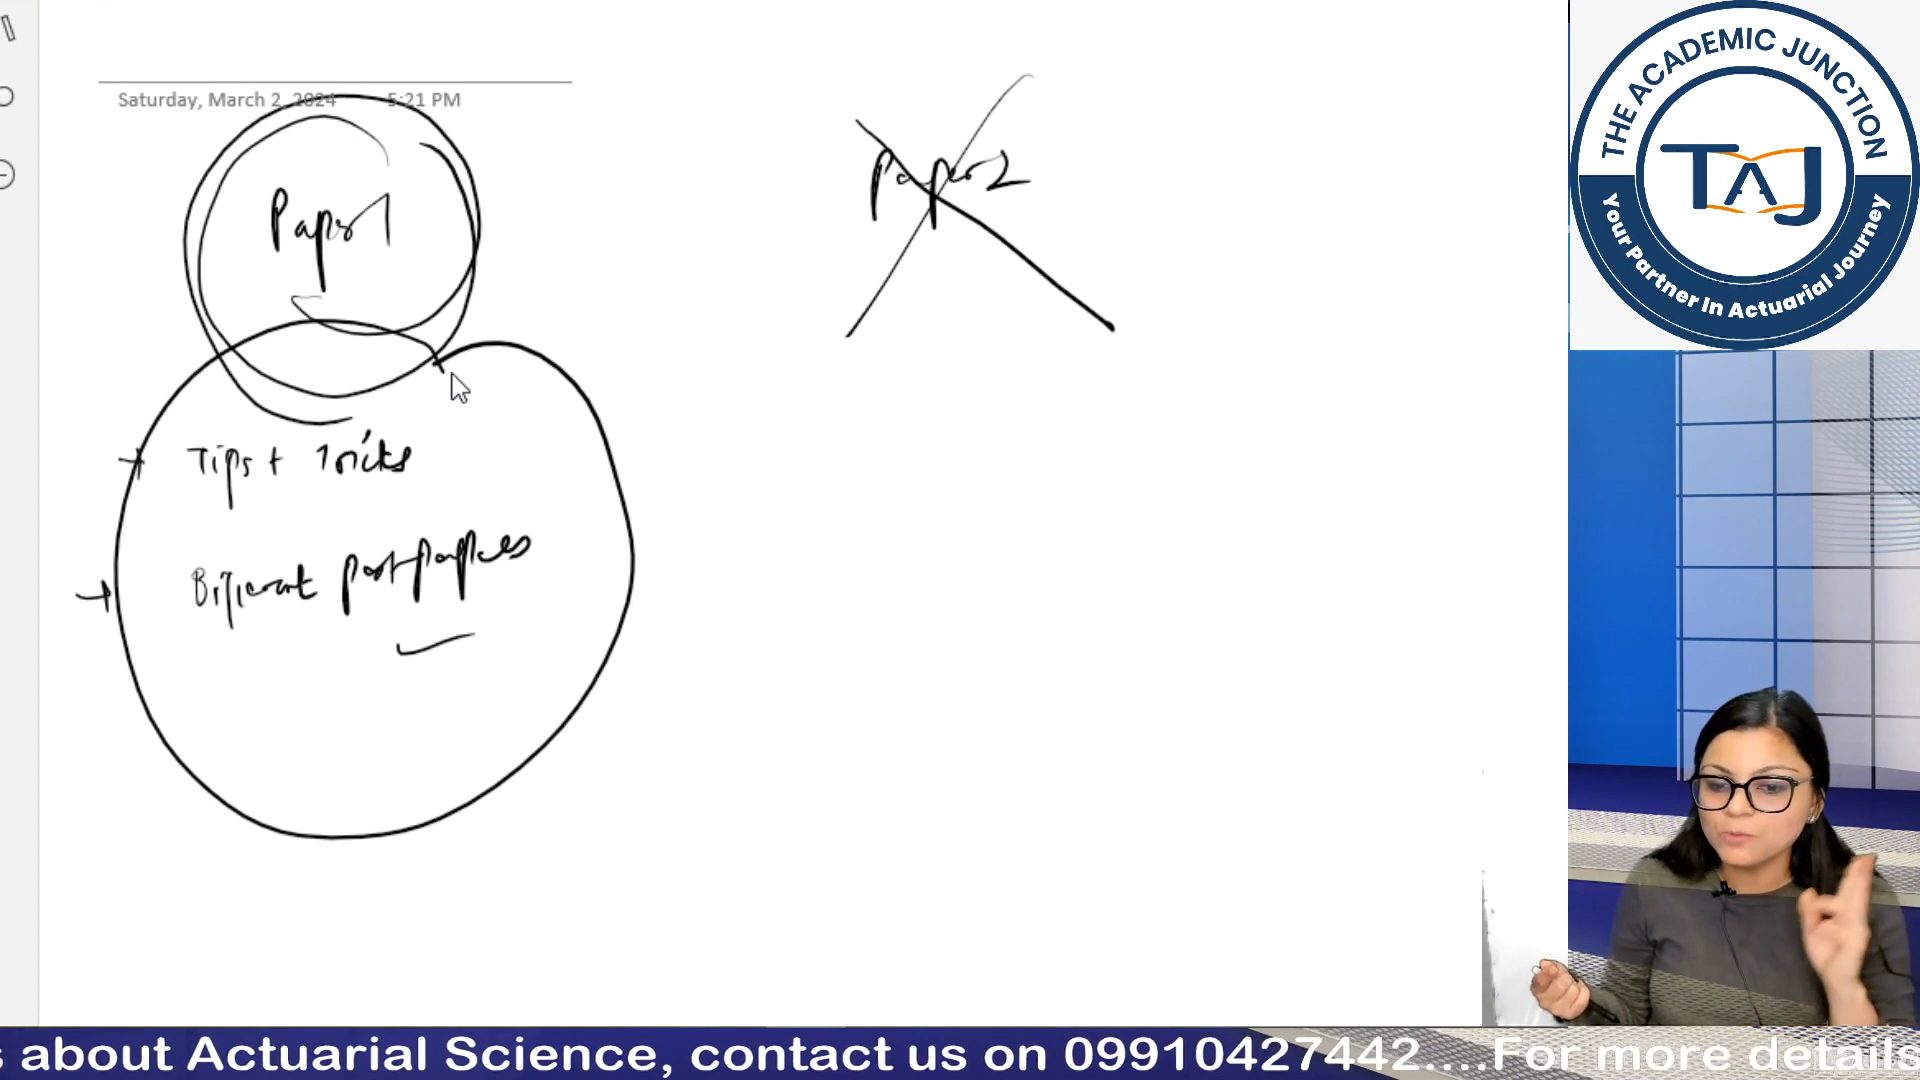 Saturday, March 2, 2024 5:21 PM
Paper 1
Paper 2
Tips + Tricks
Different past papers
THE ACADEMIC JUNCTION
TAJ
Your Partner In Actuarial Journey
s about Actuarial Science, contact us on 09910427442....For more details